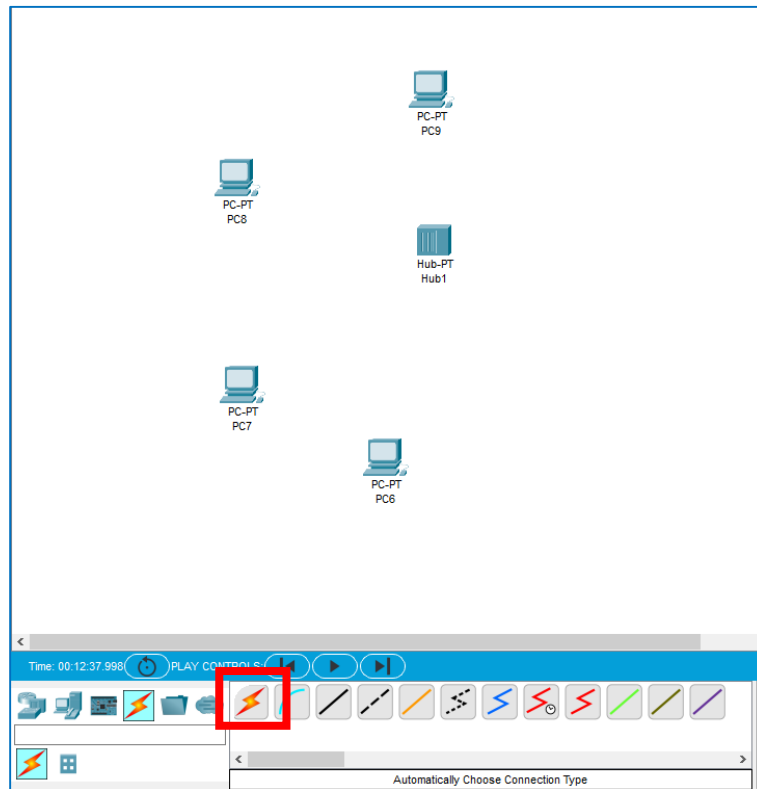 PC-PT
PC9
PC-PT
PC8
Hub-PT
Hub1
PC-PT
PC7
PC-PT
PC6
Time: 00:12:37.998 PLAY CONTROLS:
Automatically Choose Connection Type